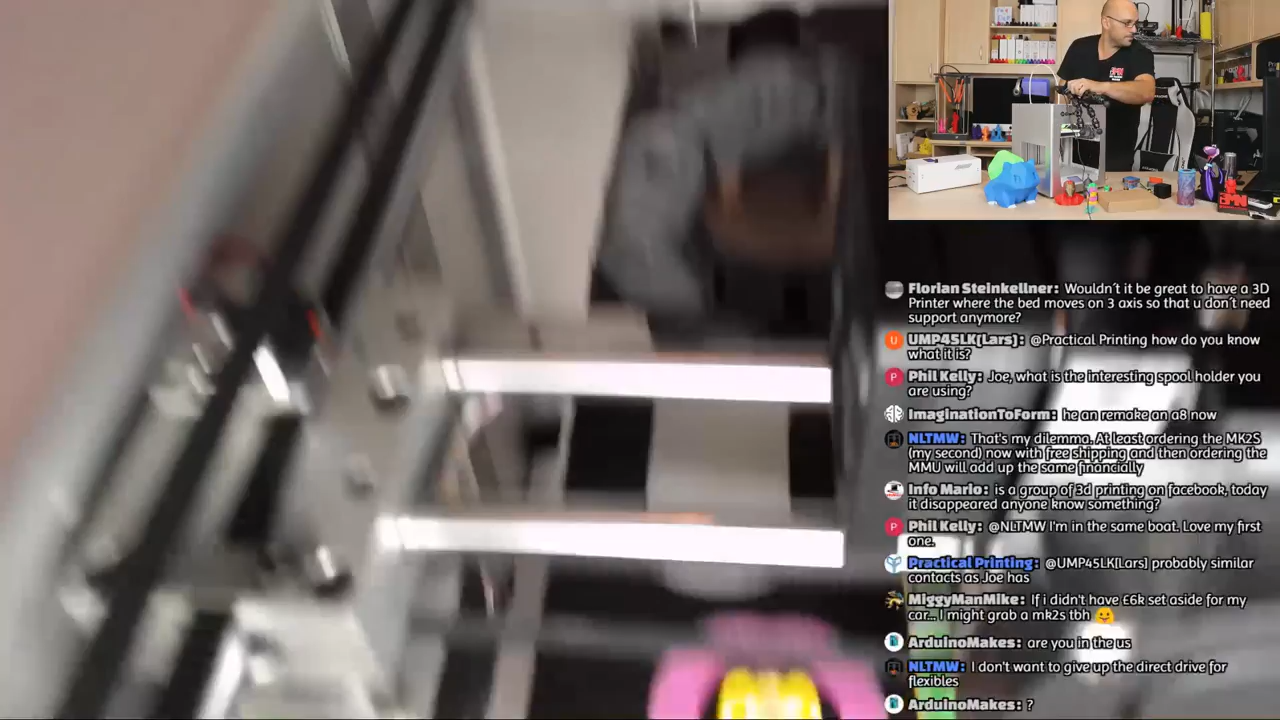 Florian Steinkellner: Wouldn't it be great to have a 3D
Printer where the bed moves on 3 axis so that u don't need
support anymore?
UMP45LK[Lars]: @Practical Printing how do you know
what it is?
Phil Kelly: Joe, what is the interesting spool holder you
are using?
ImaginationToForm: he an remake an a8 now
NLTMW: That's my dilemma. At least ordering the MK2S
(my second) now with free shipping and then ordering the
MMU will add up the same financially
Info Mario: is a group of 3d printing on facebook, today
it disappeared anyone know something?
Phil Kelly: @NLTMW I'm in the same boat. Love my first
one.
Practical Printing: @UMP45LK[Lars] probably similar
contacts as Joe has
MiggyManMike: If i didn't have £6k set aside for my
car... I might grab a mk2s tbh
ArduinoMakes: are you in the us
NLTMW: I don't want to give up the direct drive for
flexibles
ArduinoMakes: ?